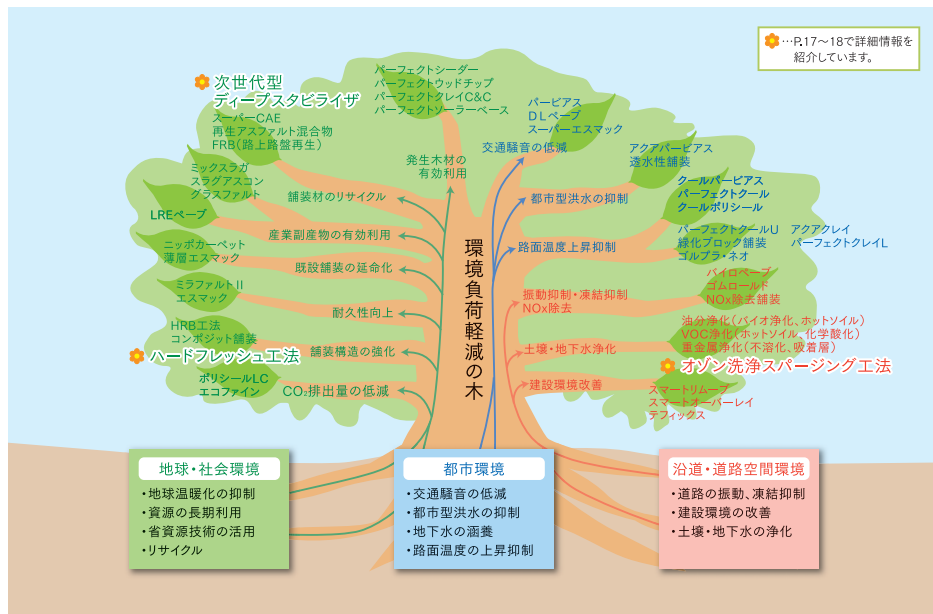 …P.17～18で詳細情報を
紹介しています。
次世代型
ディープスタビライザ
スーパーCAE
再生アスファルト混合物
FRB（路上路盤再生）
パーフェクトシーダー
パーフェクトウッドチップ
パーフェクトクレイC&C
パーフェクトソーラーベース
発生木材の
有効利用
ミックスラガ
スラグアスコン
グラスファルト
LREペーブ
舗装材のリサイクル
産業副産物の有効利用
ニッポカーペット
薄層エスマック
既設舗装の延命化
ミラファルトⅡ
エスマック
耐久性向上
HRB工法
コンポジット舗装
ハードフレッシュ工法
舗装構造の強化
ポリシールLC
エコファイン
CO₂排出量の低減
環境負荷軽減の木
パービアス
DLペーブ
スーパーエスマック
交通騒音の低減
アクアパービアス
透水性舗装
都市型洪水の抑制
クールパービアス
パーフェクトクール
クールポリシール
パーフェクトクールU
緑化ブロック舗装
ゴルプラ・ネオ
アクアクレイ
パーフェクトクレイL
路面温度上昇抑制
パイロペーブ
ゴムロールド
NOx除去舗装
振動抑制・凍結抑制
NOx除去
油分浄化（バイオ浄化、ホットソイル）
VOC浄化（ホットソイル、化学酸化）
重金属浄化（不溶化、吸着層）
オゾン洗浄スパージング工法
土壌・地下水浄化
スマートリムーブ
スマートオーバーレイ
テフィックス
建設環境改善
地球・社会環境
・地球温暖化の抑制
・資源の長期利用
・省資源技術の活用
・リサイクル
都市環境
・交通騒音の低減
・都市型洪水の抑制
・地下水の涵養
・路面温度の上昇抑制
沿道・道路空間環境
・道路の振動、凍結抑制
・建設環境の改善
・土壌・地下水の浄化